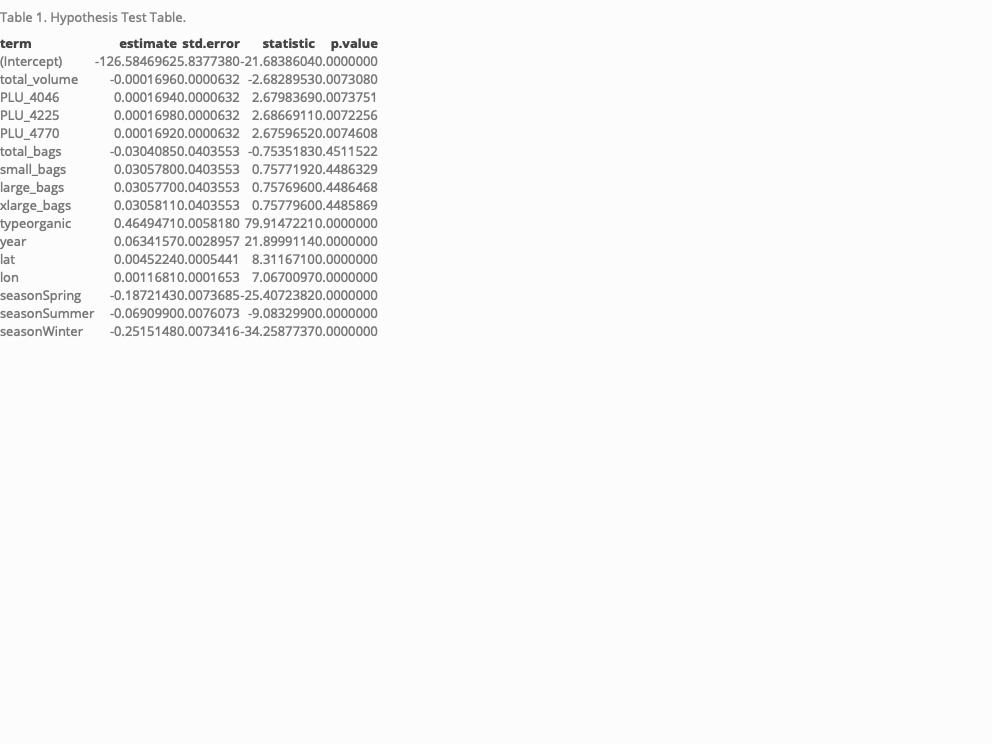 Table 1. Hypothesis Test Table.
term estimate std.error statistic p.value
(Intercept) -126.5846962 5.8377380 -21.6838604 0.0000000
total_volume -0.0001696 0.0000632 -2.6828953 0.0073080
PLU_4046 0.0001694 0.0000632 2.6798369 0.0073751
PLU_4225 0.0001698 0.0000632 2.6866911 0.0072256
PLU_4770 0.0001692 0.0000632 2.6759652 0.0074608
total_bags -0.0304085 0.0403553 -0.7535183 0.4511522
small_bags 0.0305780 0.0403553 0.7577192 0.4486329
large_bags 0.0305770 0.0403553 0.7576960 0.4486468
xlarge_bags 0.0305811 0.0403553 0.7577960 0.4485869
typeorganic 0.4649471 0.0058180 79.9147221 0.0000000
year 0.0634157 0.0028957 21.8999114 0.0000000
lat 0.0045224 0.0005441 8.3116710 0.0000000
lon 0.0011681 0.0001653 7.0670097 0.0000000
seasonSpring -0.1872143 0.0073685 -25.4072382 0.0000000
seasonSummer -0.0690990 0.0076073 -9.0832990 0.0000000
seasonWinter -0.2515148 0.0073416 -34.2587737 0.0000000